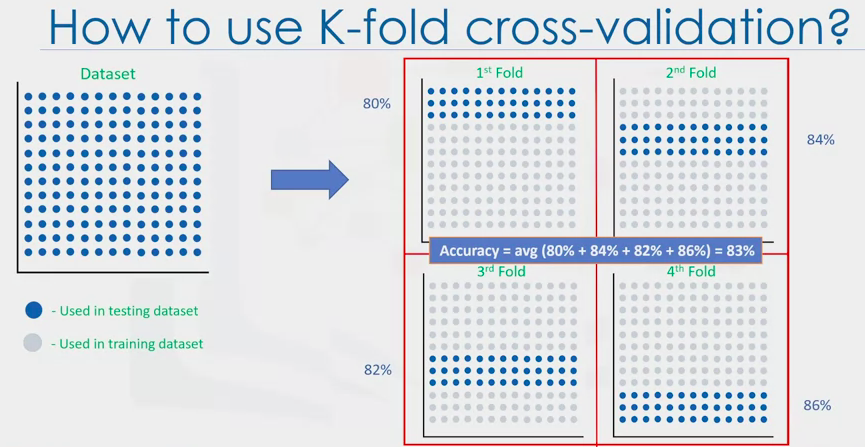 How to use K-fold cross-validation?
Dataset
1st Fold
2nd Fold
80%
84%
Accuracy = avg (80% + 84% + 82% + 86%) = 83%
3rd Fold
4th Fold
- Used in testing dataset
- Used in training dataset
82%
86%